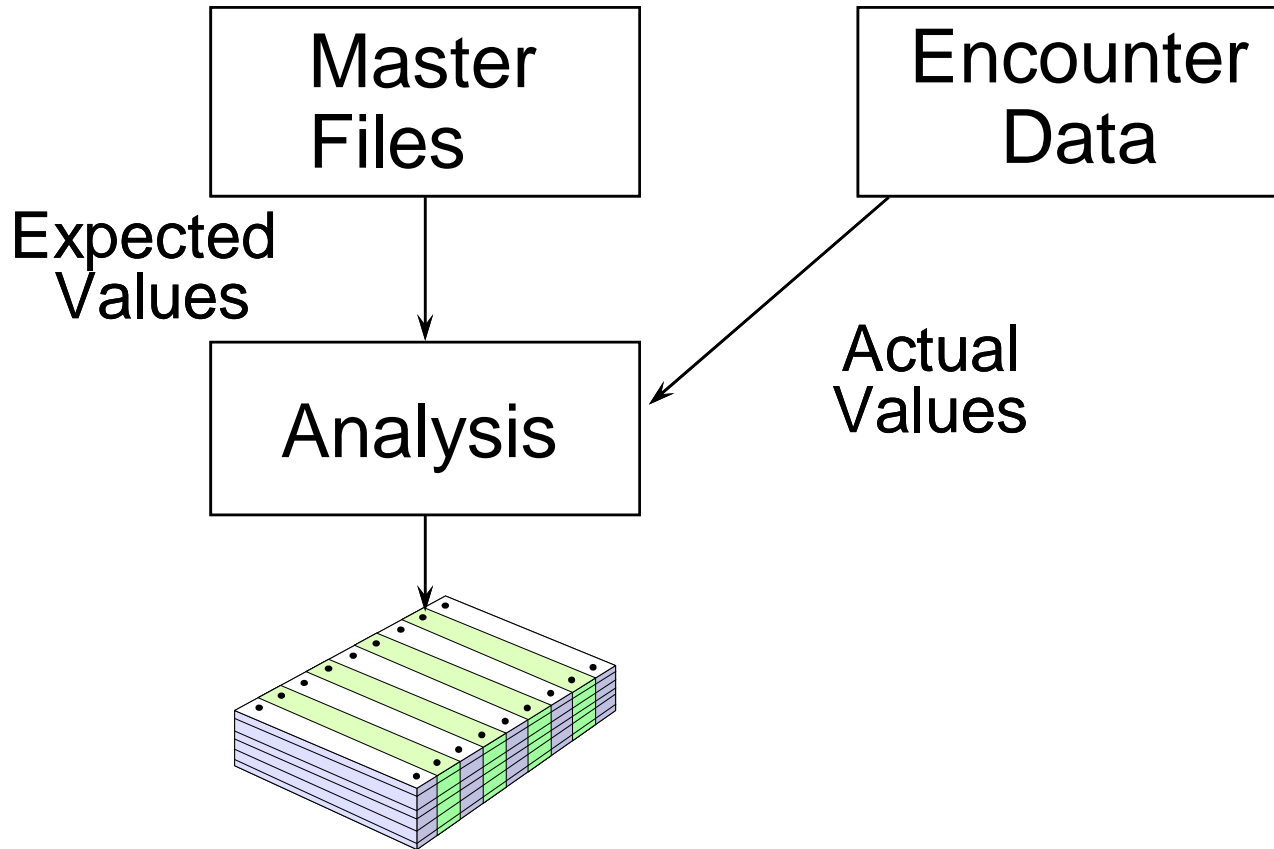 Master
Files
Encounter
Data
Expected
Values
Actual
Values
Analysis